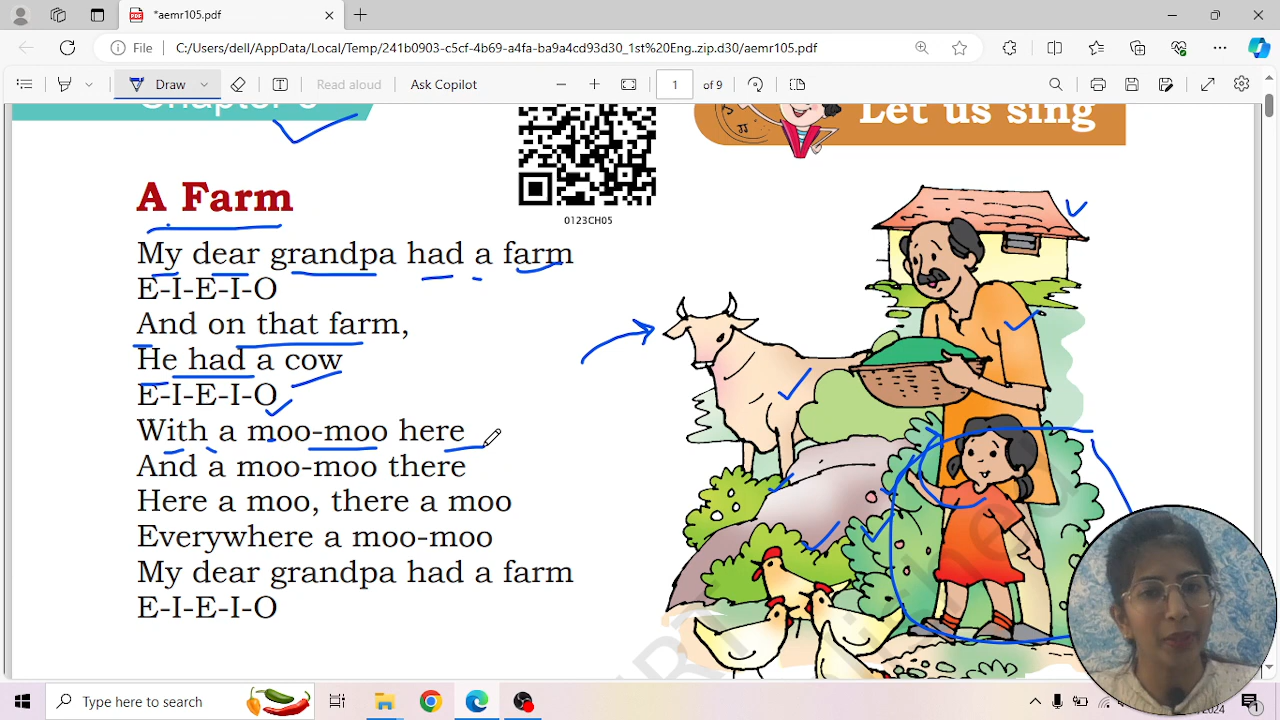 *aemr105.pdf
File
C:/Users/dell/AppData/Local/Temp/241b0903-c5cf-4b69-a4fa-ba5a4cd93d30_1st%20Eng..zip.d30/aemr105.pdf
Draw
Read aloud
Ask Copilot
1 of 9
Let us sing
0123CH05
A Farm
My dear grandpa had a farm
E-I-E-I-O
And on that farm,
He had a cow
E-I-E-I-O
With a moo-moo here
And a moo-moo there
Here a moo, there a moo
Everywhere a moo-moo
My dear grandpa had a farm
E-I-E-I-O
Type here to search